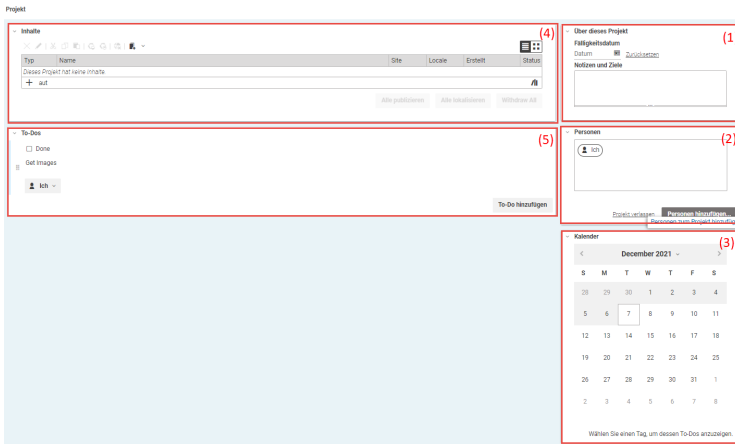 Projekt
Inhalte
(4)
Typ Name Site Locale Erstellt Status
Dieses Projekt hat keine Inhalte.
aut
Alle publizieren Alle lokalisieren Withdraw All
To-Dos
(5)
Done
Get Images
Ich
To-Do hinzufügen
Über dieses Projekt
(1
Fälligkeitsdatum
Datum Zurücksetzen
Notizen und Ziele
Personen
(2)
Ich
Projekt verlassen Personen hinzufügen...
Personen zum Projekt hinzufüg
Kalender
(3)
December 2021
S M T W T F S
28 29 30 1 2 3 4
5 6 7 8 9 10 11
12 13 14 15 16 17 18
19 20 21 22 23 24 25
26 27 28 29 30 31 1
2 3 4 5 6 7 8
Wählen Sie einen Tag, um dessen To-Dos anzuzeigen.